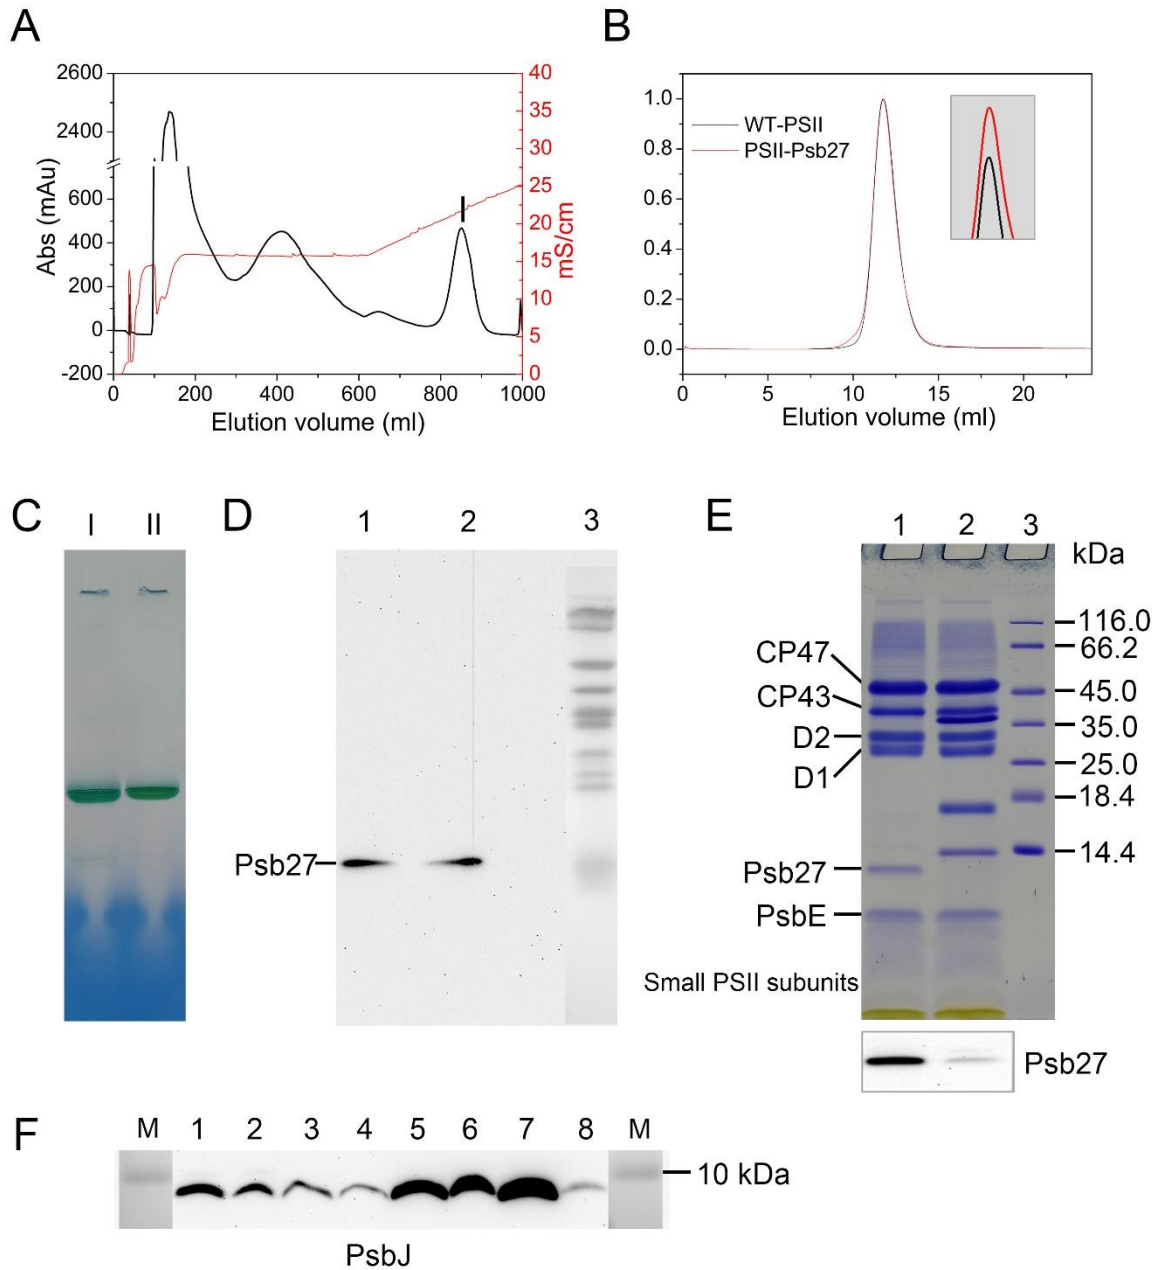 A
B
2600
2400
600
400
200
0
-200
Abs (mAu)
40
35
30
25
20
15
10
5
0
mS/cm
I
0 200 400 600 800 1000
Elution volume (ml)
1.0
0.8
0.6
0.4
0.2
0.0
WT-PSII
PSII-Psb27
0 5 10 15 20
Elution volume (ml)
C
I II
D
1 2 3
Psb27
E
1 2 3
kDa
CP47
CP43
D2
D1
Psb27
PsbE
Small PSII subunits
116.0
66.2
45.0
35.0
25.0
18.4
14.4
Psb27
F
M 1 2 3 4 5 6 7 8 M
10 kDa
PsbJ